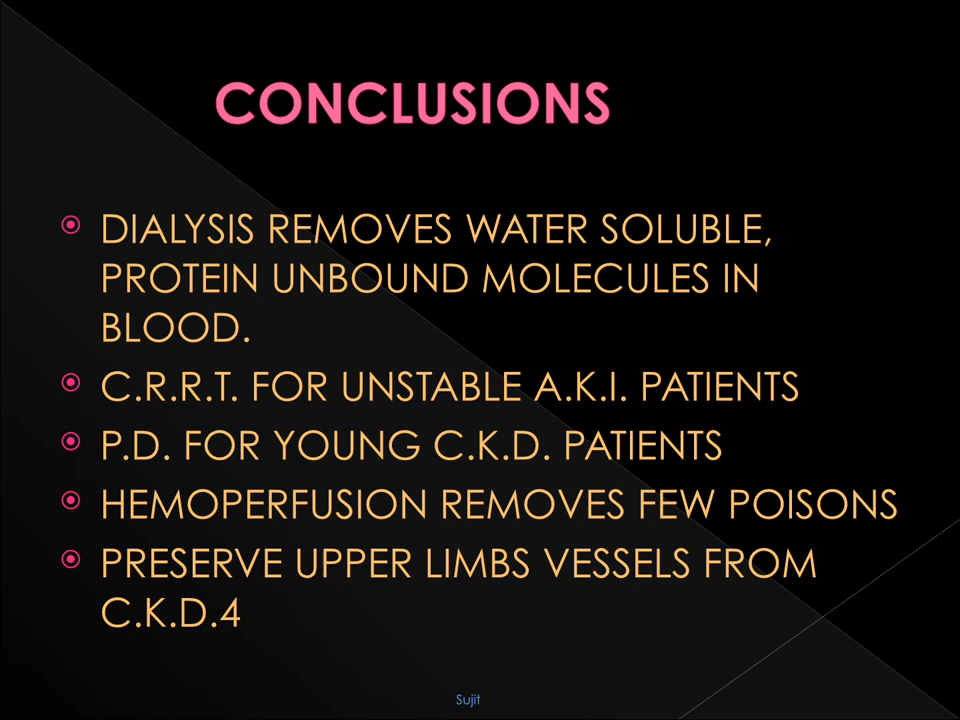 CONCLUSIONS
DIALYSIS REMOVES WATER SOLUBLE,
PROTEIN UNBOUND MOLECULES IN
BLOOD.
C.R.R.T. FOR UNSTABLE A.K.I. PATIENTS
P.D. FOR YOUNG C.K.D. PATIENTS
HEMOPERFUSION REMOVES FEW POISONS
PRESERVE UPPER LIMBS VESSELS FROM
C.K.D.4
Sujit